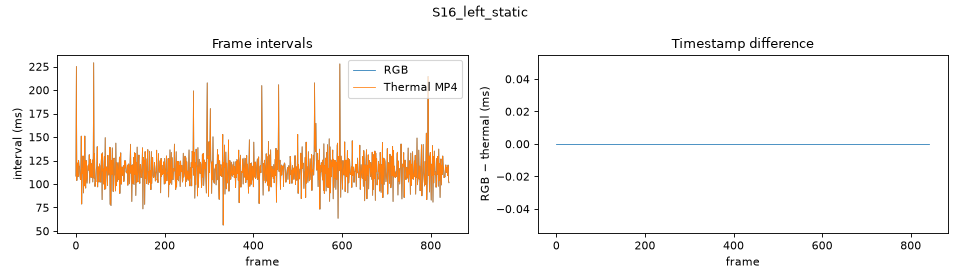 S16_left_static
Frame intervals
interval (ms)
225
200
175
150
125
100
75
50
0
200
400
600
800
frame
RGB
Thermal MP4
Timestamp difference
RGB − thermal (ms)
0.04
0.02
0.00
−0.02
−0.04
0
200
400
600
800
frame